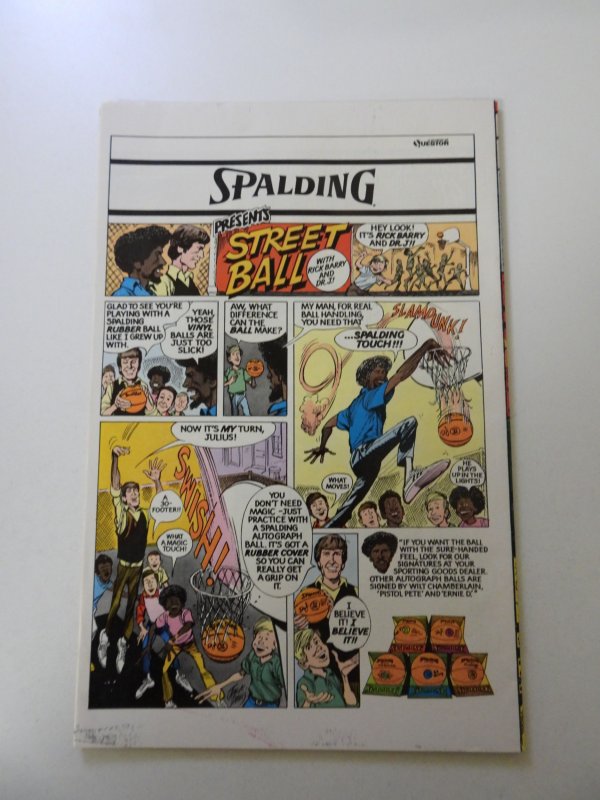 QUESTOR
SPALDING
PRESENTS
STREET
BALL
WITH
RICK BARRY
AND
DR. J!
HEY LOOK!
IT'S RICK BARRY
AND DR. J!!
GLAD TO SEE YOU'RE
PLAYING WITH A
SPALDING
RUBBER BALL
LIKE I GREW UP
WITH.
YEAH,
THOSE
VINYL
BALLS ARE
JUST TOO
SLICK!
AW, WHAT
DIFFERENCE
CAN THE
BALL MAKE?
MY MAN, FOR REAL
BALL HANDLING,
YOU NEED THAT
...SPALDING
TOUCH!!!
SLAMDUNK!
WHAT
MOVES!
HE
PLAYS
UP IN THE
LIGHTS!
NOW IT'S MY TURN,
JULIUS!
A
30-
FOOTER!!
WHAT
A MAGIC
TOUCH!
SWISH!
YOU
DON'T NEED
MAGIC - JUST
PRACTICE WITH
A SPALDING
AUTOGRAPH
BALL. IT'S GOT A
RUBBER COVER
SO YOU CAN
REALLY GET
A GRIP ON
IT.
I
BELIEVE
IT! I
BELIEVE
IT!!
"IF YOU WANT THE BALL
WITH THE SURE-HANDED
FEEL, LOOK FOR OUR
SIGNATURES AT YOUR
SPORTING GOODS DEALER.
OTHER AUTOGRAPH BALLS ARE
SIGNED BY WILT CHAMBERLAIN,
'PISTOL PETE' AND 'ERNIE D.'